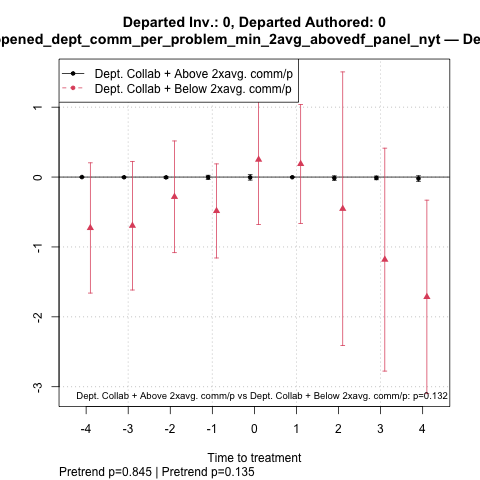 Departed Inv.: 0, Departed Authored: 0
opened_dept_comm_per_problem_min_2avg_abovedf_panel_nyt — De
Dept. Collab + Above 2xavg. comm/p
Dept. Collab + Below 2xavg. comm/p
1
0
-1
-2
-3
Dept. Collab + Above 2xavg. comm/p vs Dept. Collab + Below 2xavg. comm/p: p=0.132
-4 -3 -2 -1 0 1 2 3 4
Time to treatment
Pretrend p=0.845 | Pretrend p=0.135